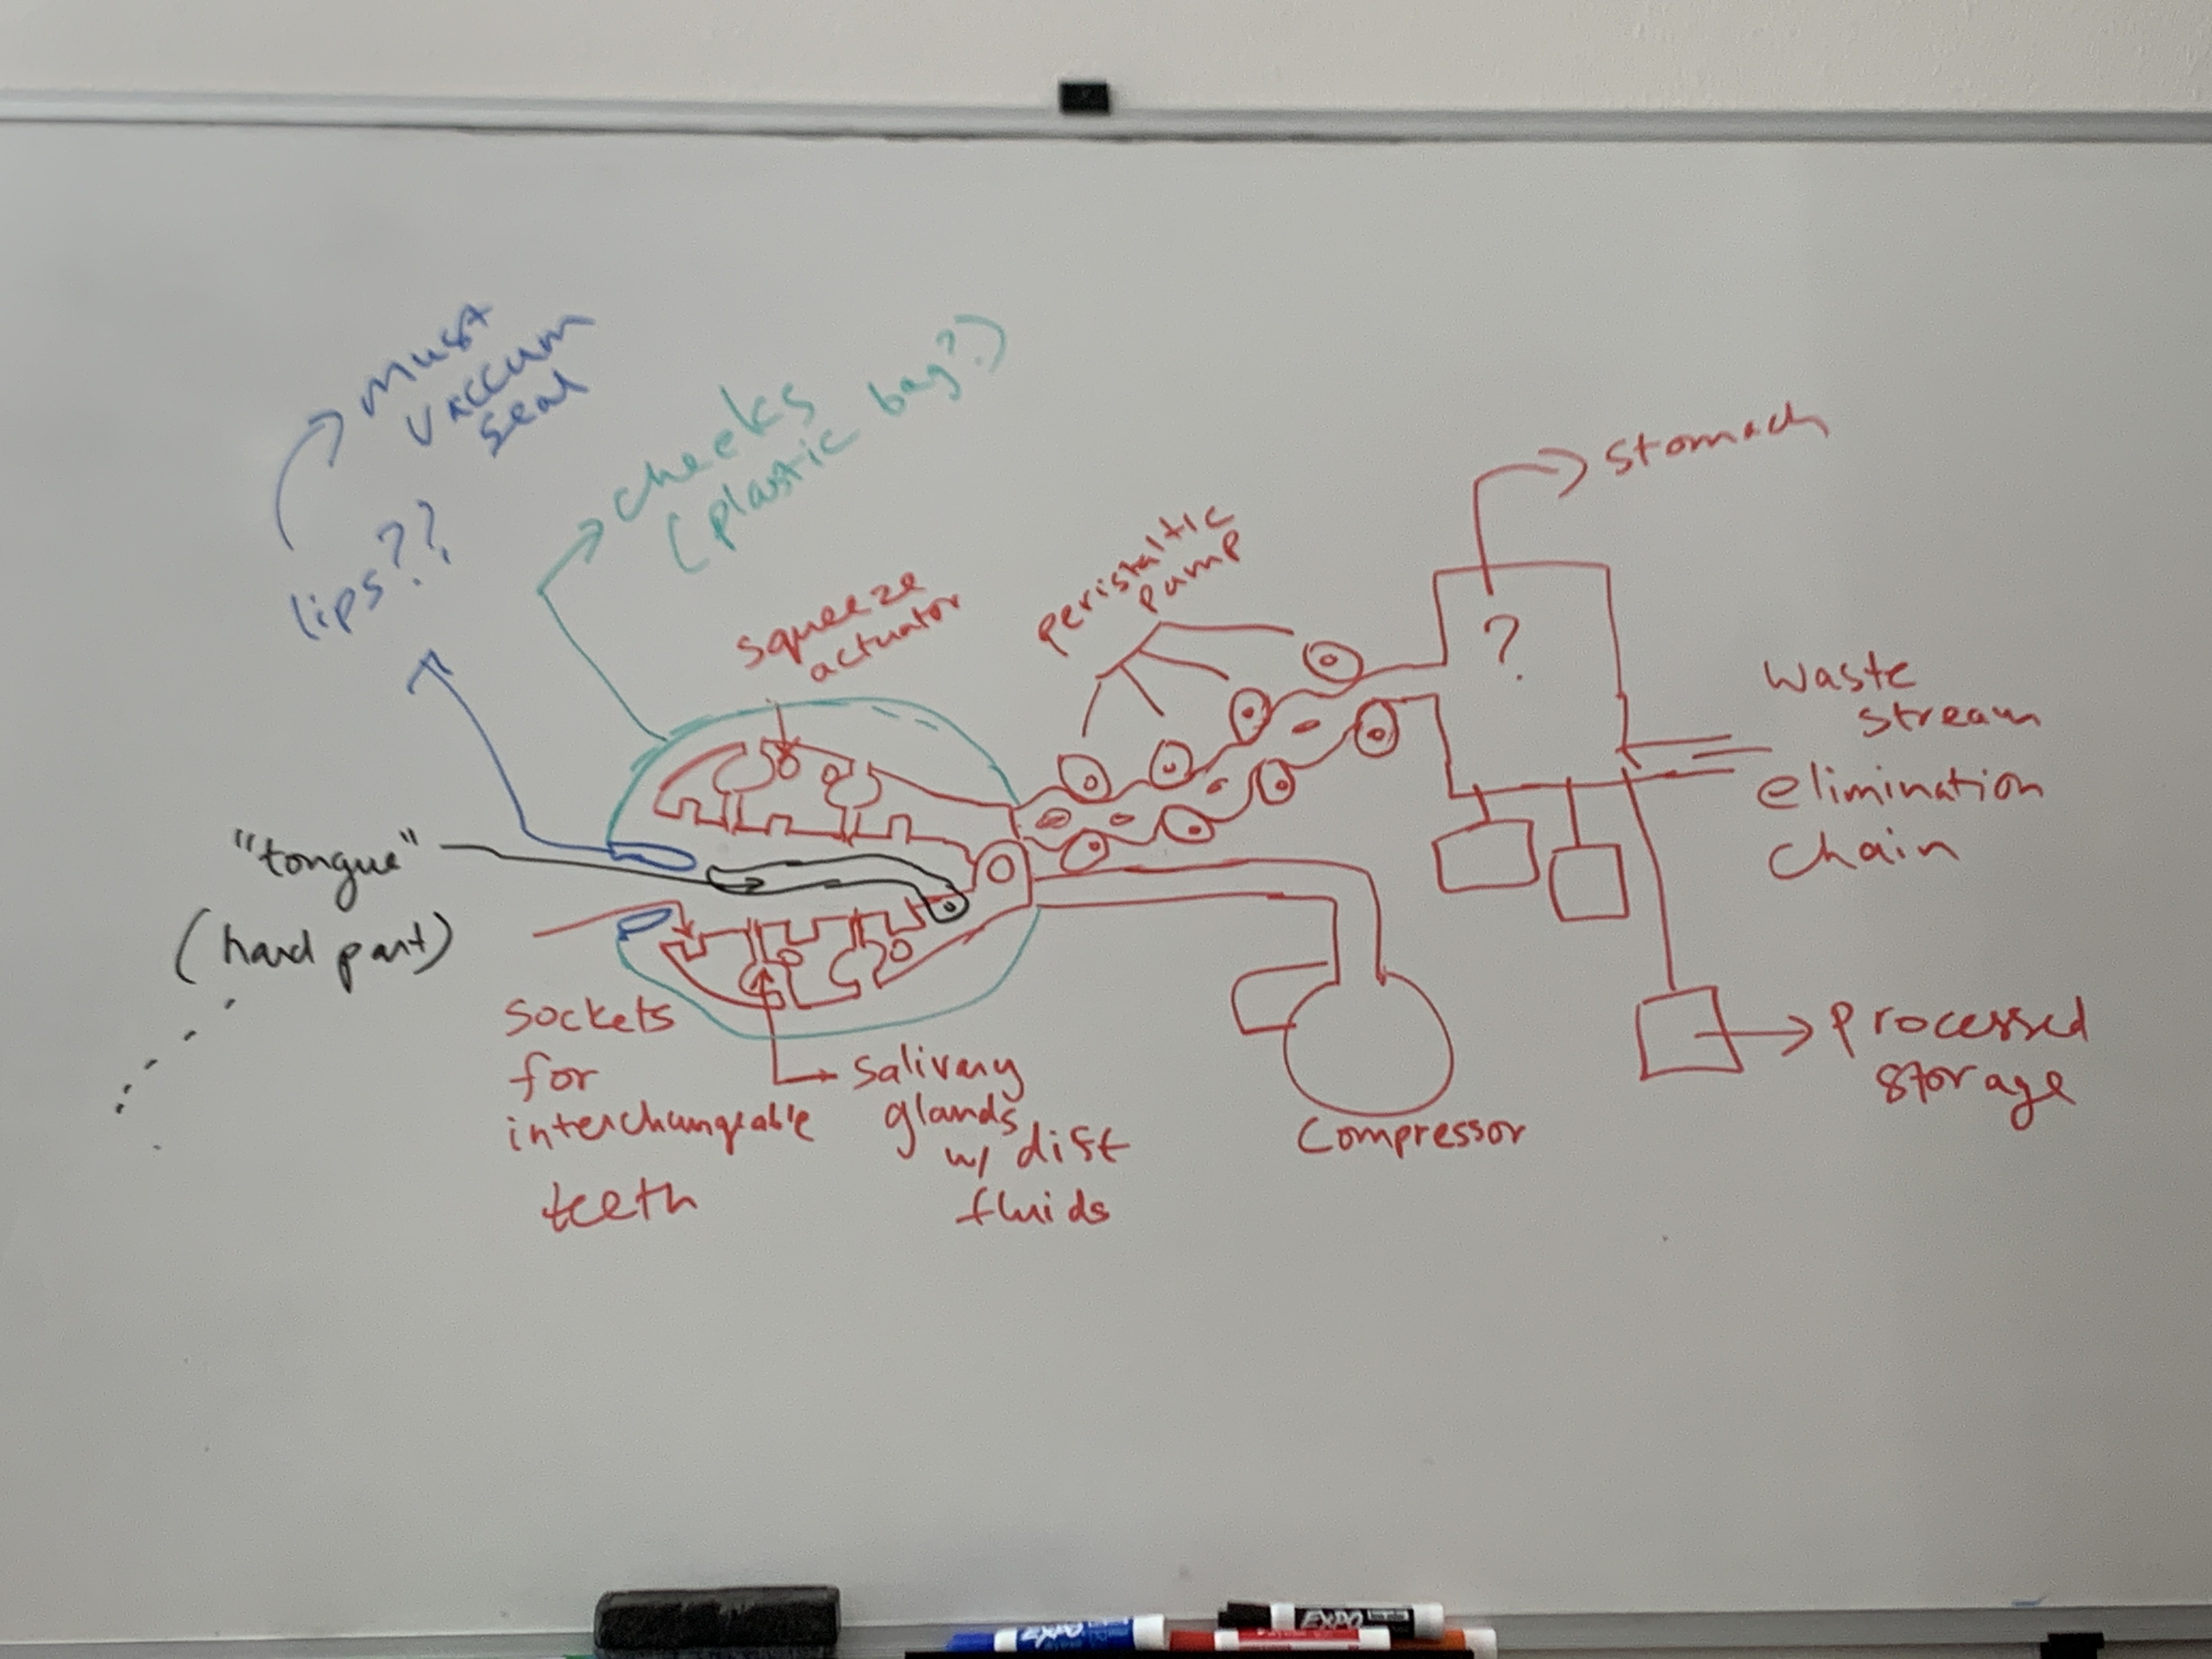 must
vaccum
seal
lips??
cheeks
(plastic bag?)
squeeze
actuator
peristaltic
pump
stomach
?
waste
stream
elimination
chain
"tongue"
(hard part)
sockets
for
interchangeable
teeth
salivary
glands
w/ dist
fluids
compressor
processed
storage
EXPO
EXPO